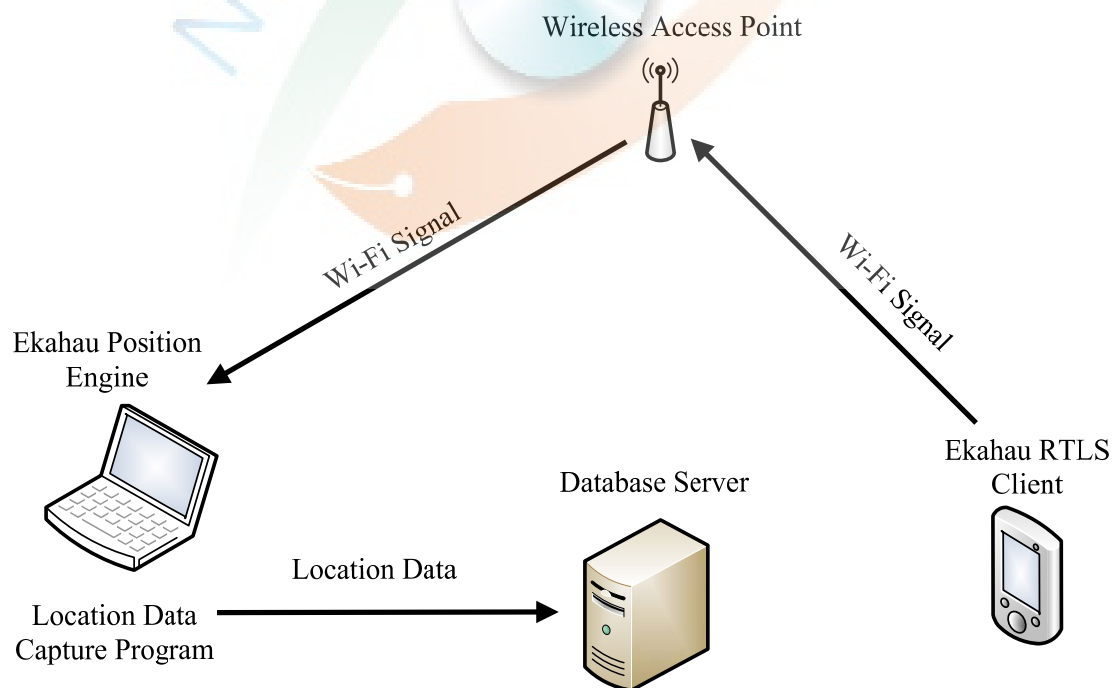 Wireless Access Point
Wi-Fi Signal
Wi-Fi Signal
Ekahau Position
Engine
Ekahau RTLS
Client
Database Server
Location Data
Location Data
Capture Program